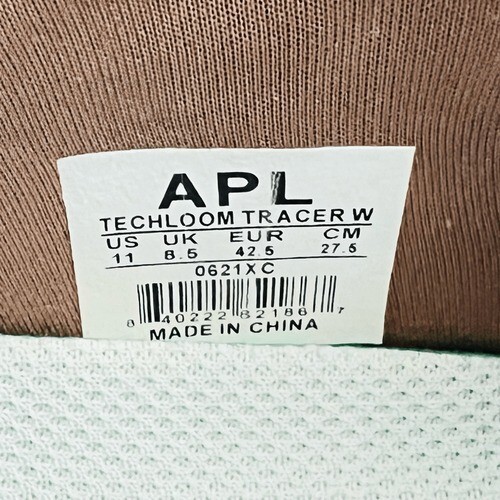 APL
TECHLOOM TRACER W
US UK EUR CM
11 8.5 42.5 27.5
0621XC
8 40222 82186 7
MADE IN CHINA